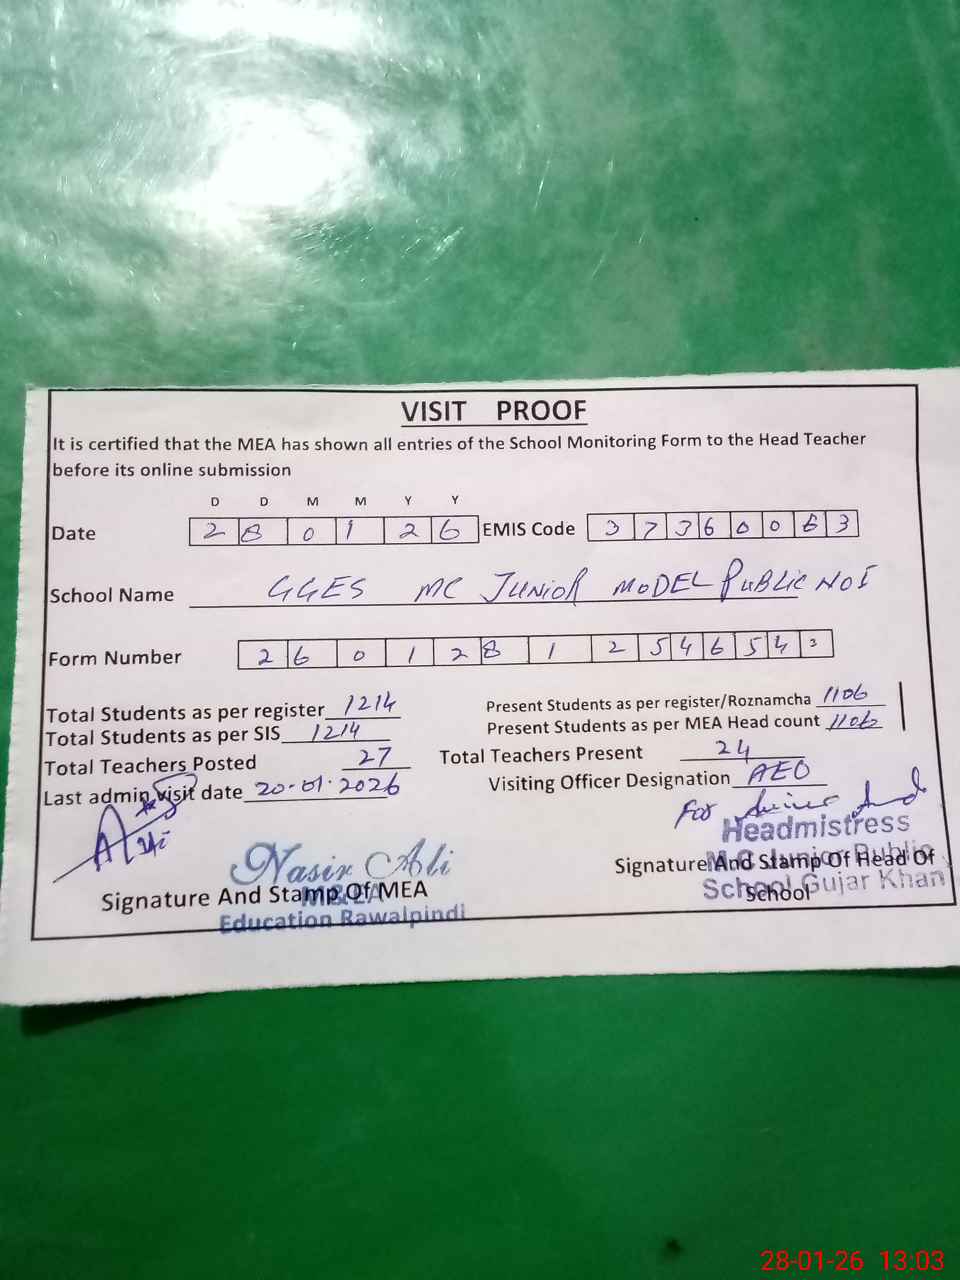 VISIT PROOF
It is certified that the MEA has shown all entries of the School Monitoring Form to the Head Teacher
before its online submission
D D M M Y Y
Date 2 8 0 1 2 6 EMIS Code 3 7 3 6 0 0 6 3
School Name GGES MC JUNIOR MODEL PUBLIC NO1
Form Number 2 6 0 1 2 8 1 2 5 4 6 5 4 3
Total Students as per register 1214 Present Students as per register/Roznamcha 1106
Total Students as per SIS 1214 Present Students as per MEA Head count 1106
Total Teachers Posted 27 Total Teachers Present 24
Last admin visit date 20-01-2026 Visiting Officer Designation AEO
For
Headmistress
Nasir Ali
M.C Junior Public
Signature And Stamp Of Head Of
School
School Gujar Khan
Signature And Stamp Of MEA
M&EA
Education Rawalpindi
28-01-26 13:03